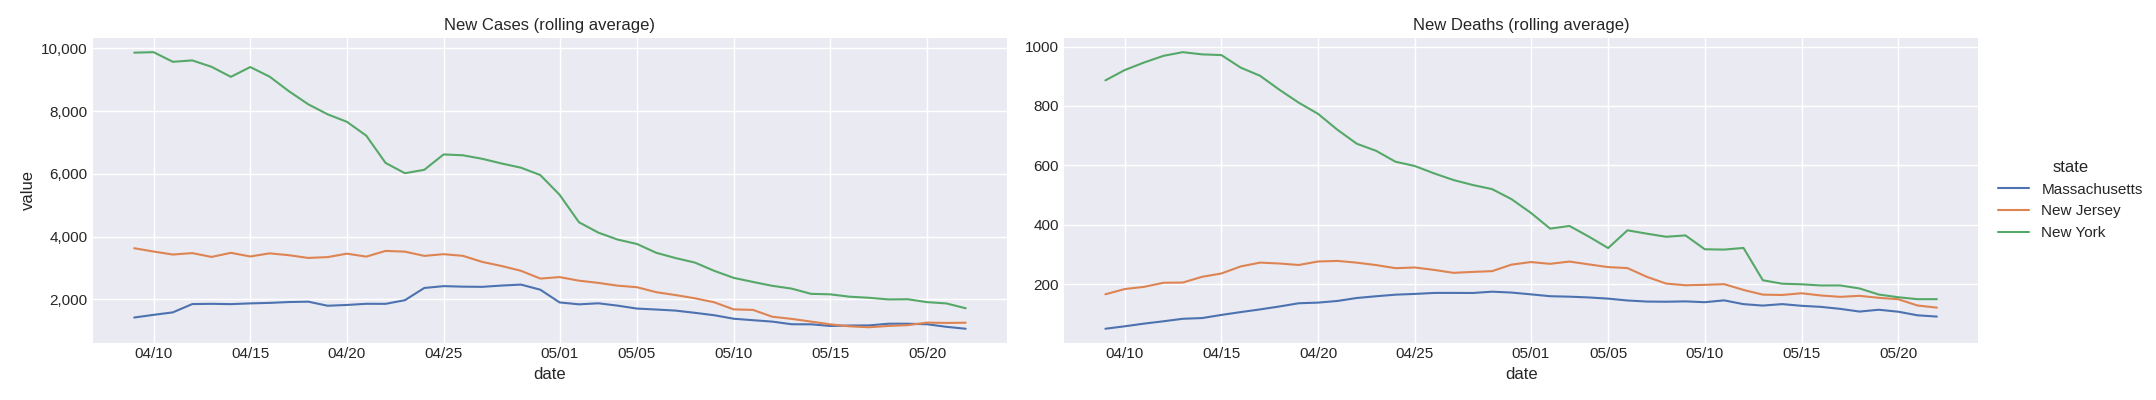 New Cases (rolling average)
10,000
8,000
6,000
4,000
2,000
value
04/10 04/15 04/20 04/25 05/01 05/05 05/10 05/15 05/20
date
New Deaths (rolling average)
1000
800
600
400
200
04/10 04/15 04/20 04/25 05/01 05/05 05/10 05/15 05/20
date
state
Massachusetts
New Jersey
New York